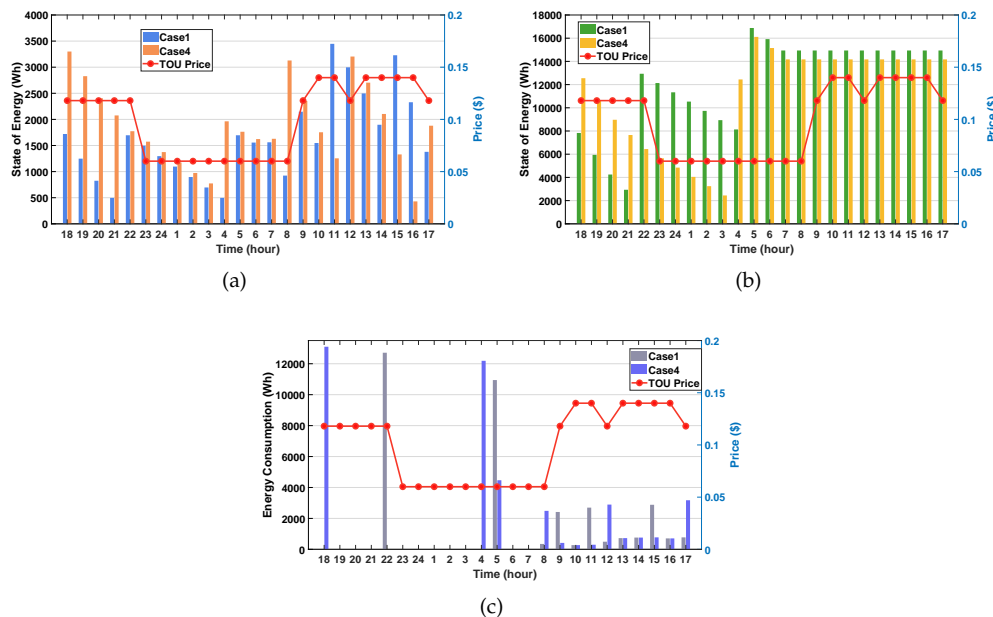 4000
3500
3000
2500
2000
1500
1000
500
0
State of Energy (Wh)
Case1
Case4
TOU Price
0.2
0.15
0.1
0.05
0
Price ($)
18 19 20 21 22 23 24 1 2 3 4 5 6 7 8 9 10 11 12 13 14 15 16 17
Time (hour)
(a)
18000
16000
14000
12000
10000
8000
6000
4000
2000
0
State of Energy (Wh)
Case1
Case4
TOU Price
0.2
0.15
0.1
0.05
0
Price ($)
18 19 20 21 22 23 24 1 2 3 4 5 6 7 8 9 10 11 12 13 14 15 16 17
Time (hour)
(b)
12000
10000
8000
6000
4000
2000
0
Energy Consumption (Wh)
Case1
Case4
TOU Price
0.2
0.15
0.1
0.05
0
Price ($)
18 19 20 21 22 23 24 1 2 3 4 5 6 7 8 9 10 11 12 13 14 15 16 17
Time (hour)
(c)